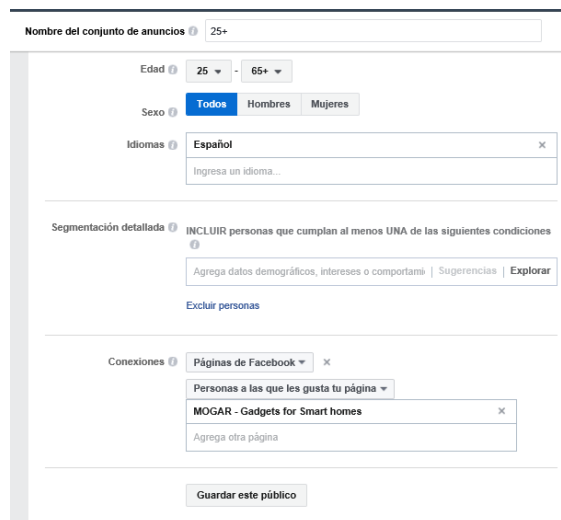 Nombre del conjunto de anuncios 25+
Edad 25 - 65+
Sexo Todos Hombres Mujeres
Idiomas Español
Ingresa un idioma...
Segmentación detallada INCLUIR personas que cumplan al menos UNA de las siguientes condiciones
Agrega datos demográficos, intereses o comportami | Sugerencias | Explorar
Excluir personas
Conexiones Páginas de Facebook
Personas a las que les gusta tu página
MOGAR - Gadgets for Smart homes
Agrega otra página
Guardar este público